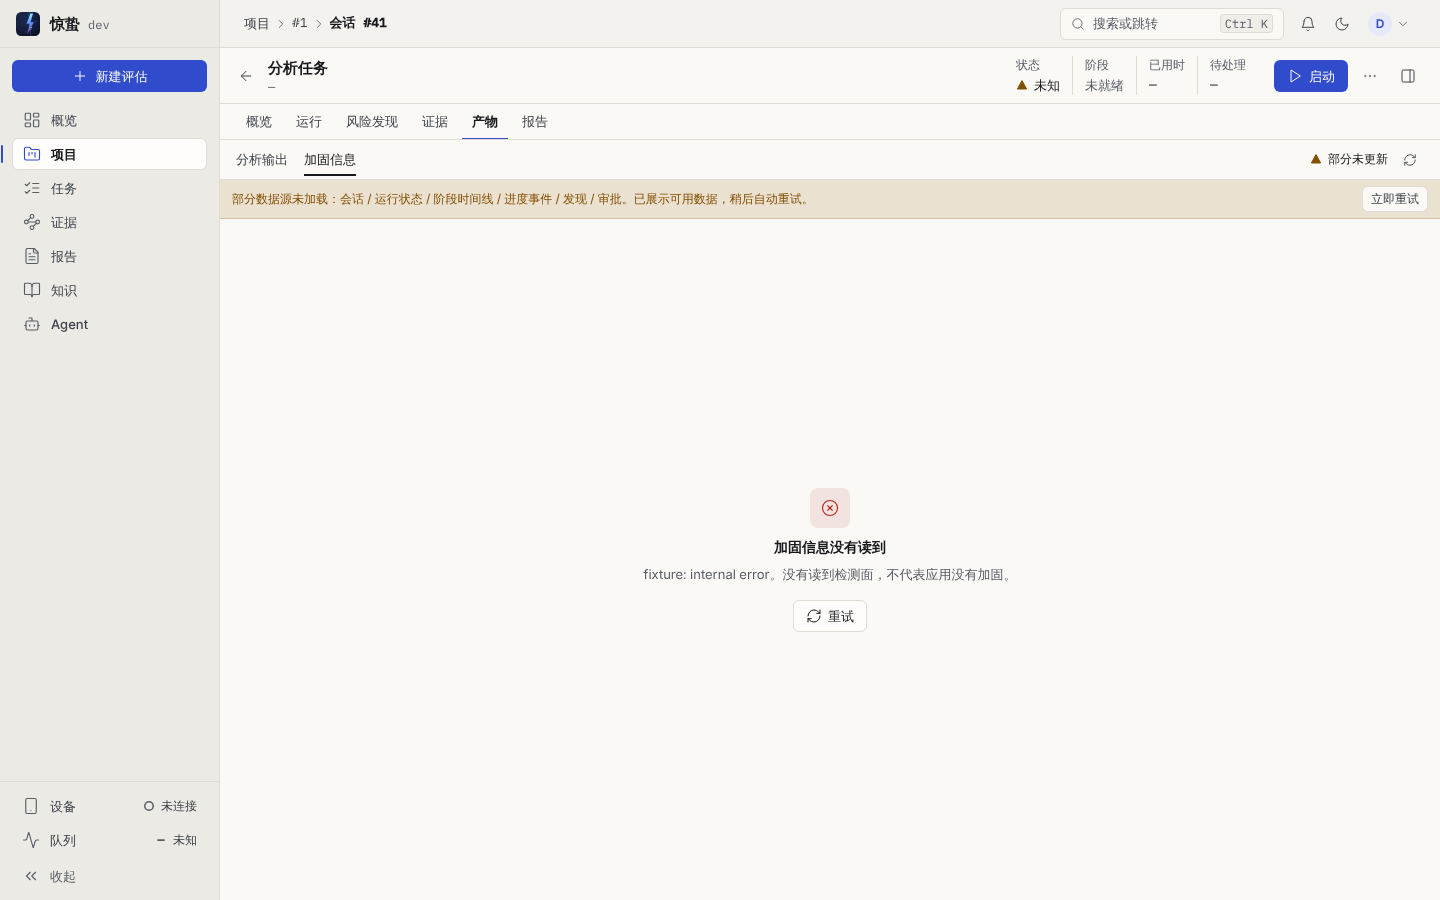 惊蛰 dev
项目 #1 会话 #41
搜索或跳转 Ctrl K
D
新建评估
概览
项目
任务
证据
报告
知识
Agent
分析任务
–
状态 未知
阶段 未就绪
已用时 –
待处理 –
启动
概览 运行 风险发现 证据 产物 报告
分析输出 加固信息
部分未更新
部分数据源未加载：会话 / 运行状态 / 阶段时间线 / 进度事件 / 发现 / 审批。已展示可用数据，稍后自动重试。
立即重试
加固信息没有读到
fixture: internal error。没有读到检测面，不代表应用没有加固。
重试
设备 未连接
队列 – 未知
收起